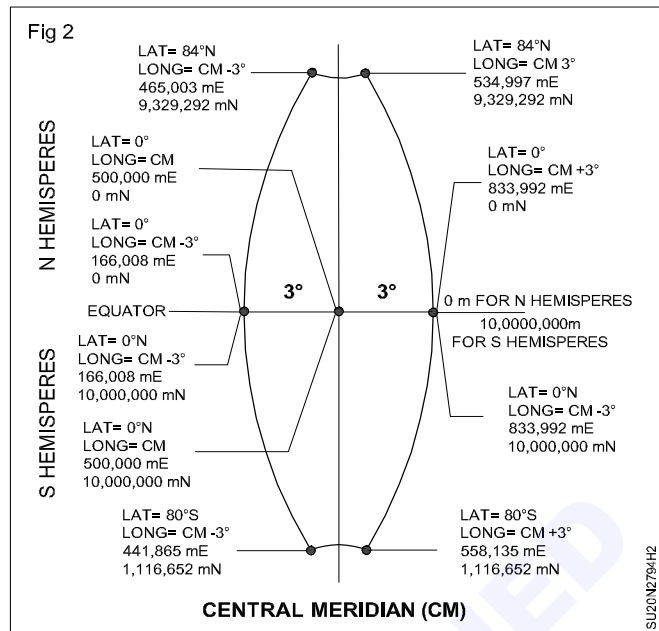 Fig 2
LAT= 84°N
LONG= CM -3°
465,003 mE
9,329,292 mN
LAT= 84°N
LONG= CM 3°
534,997 mE
9,329,292 mN
N HEMISPERES
LAT= 0°
LONG= CM
500,000 mE
0 mN
LAT= 0°
LONG= CM +3°
833,992 mE
0 mN
LAT= 0°
LONG= CM -3°
166,008 mE
0 mN
3° 3°
EQUATOR
0 m FOR N HEMISPERES
10,0000,000m
FOR S HEMISPERES
S HEMISPERES
LAT= 0°N
LONG= CM -3°
166,008 mE
10,000,000 mN
LAT= 0°N
LONG= CM -3°
833,992 mE
10,000,000 mN
LAT= 0°N
LONG= CM
500,000 mE
10,000,000 mN
LAT= 80°S
LONG= CM -3°
441,865 mE
1,116,652 mN
LAT= 80°S
LONG= CM +3°
558,135 mE
1,116,652 mN
CENTRAL MERIDIAN (CM)
SU20N2794H2